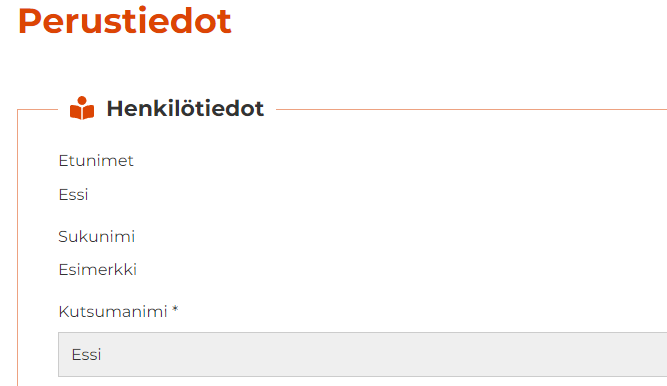 Perustiedot
Henkilötiedot
Etunimet
Essi
Sukunimi
Esimerkki
Kutsumanimi *
Essi